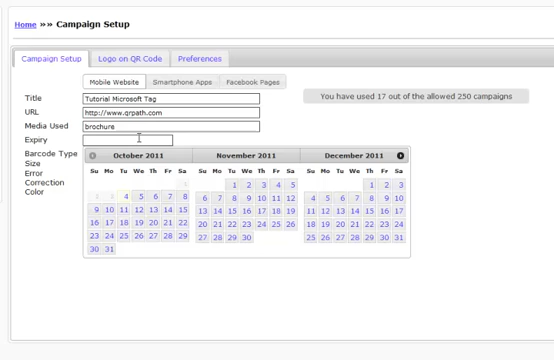 Home »» Campaign Setup
Campaign Setup Logo on QR Code Preferences
Mobile Website Smartphone Apps Facebook Pages
You have used 17 out of the allowed 250 campaigns
Title Tutorial Microsoft Tag
URL http://www.qrpath.com
Media Used brochure
Expiry
Barcode Type
Size
Error
Correction
Color
October 2011 November 2011 December 2011
Su Mo Tu We Th Fr Sa Su Mo Tu We Th Fr Sa Su Mo Tu We Th Fr Sa
4 5 6 7 8 1 2 3 4 5 1 2 3
9 10 11 12 13 14 15 6 7 8 9 10 11 12 4 5 6 7 8 9 10
16 17 18 19 20 21 22 13 14 15 16 17 18 19 11 12 13 14 15 16 17
23 24 25 26 27 28 29 20 21 22 23 24 25 26 18 19 20 21 22 23 24
30 31 27 28 29 30 25 26 27 28 29 30 31